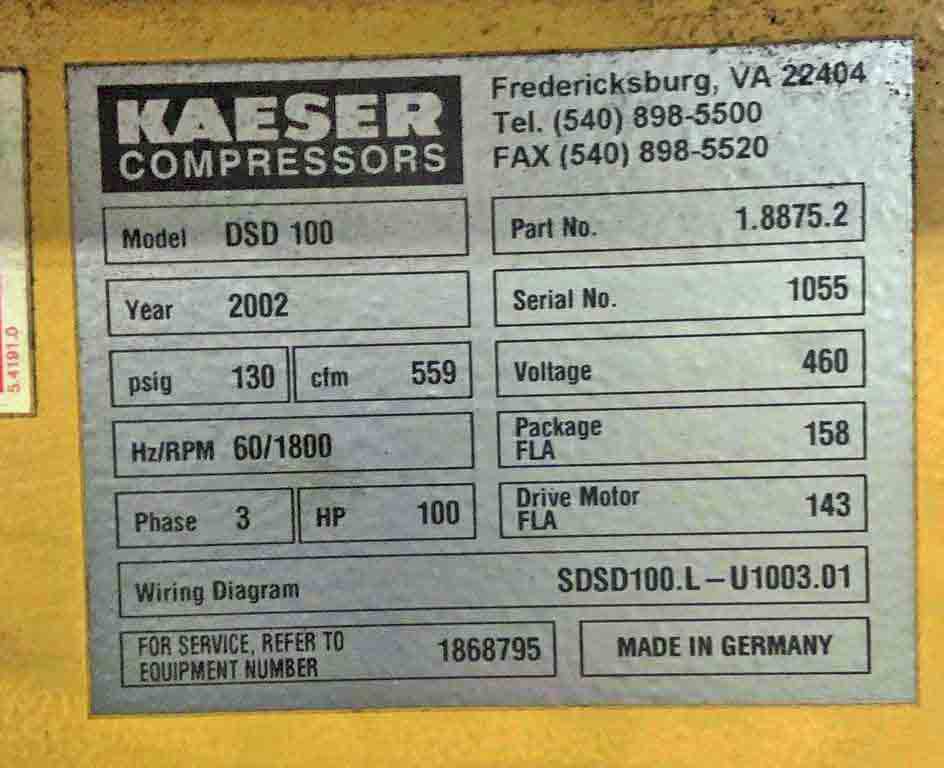 KAESER
COMPRESSORS
Fredericksburg, VA 22404
Tel. (540) 898-5500
FAX (540) 898-5520
Model DSD 100
Part No. 1.8875.2
Year 2002
Serial No. 1055
psig 130 cfm 559
Voltage 460
Hz/RPM 60/1800
Package
FLA 158
Phase 3 HP 100
Drive Motor
FLA 143
Wiring Diagram SDSD100.L – U1003.01
FOR SERVICE, REFER TO
EQUIPMENT NUMBER 1868795
MADE IN GERMANY
5.4191.0